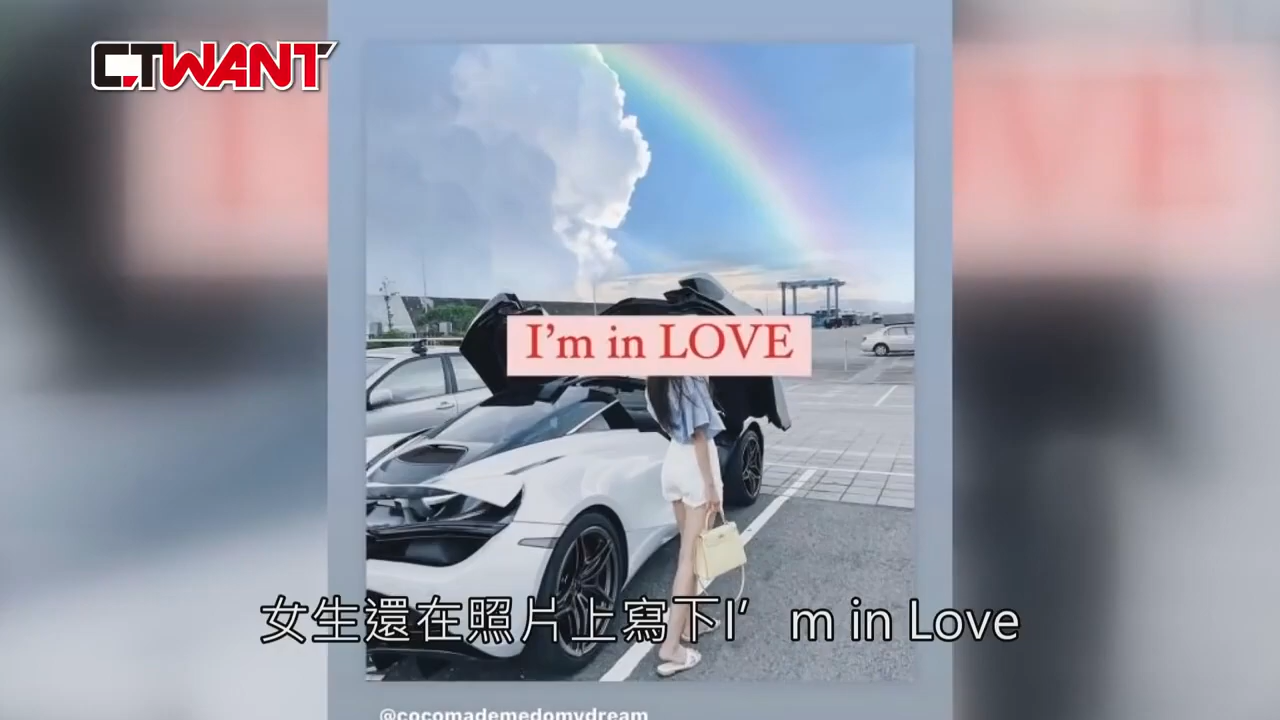 CTWANT
I'm in LOVE
女生還在照片上寫下I’m in Love
@cocomademedomydream